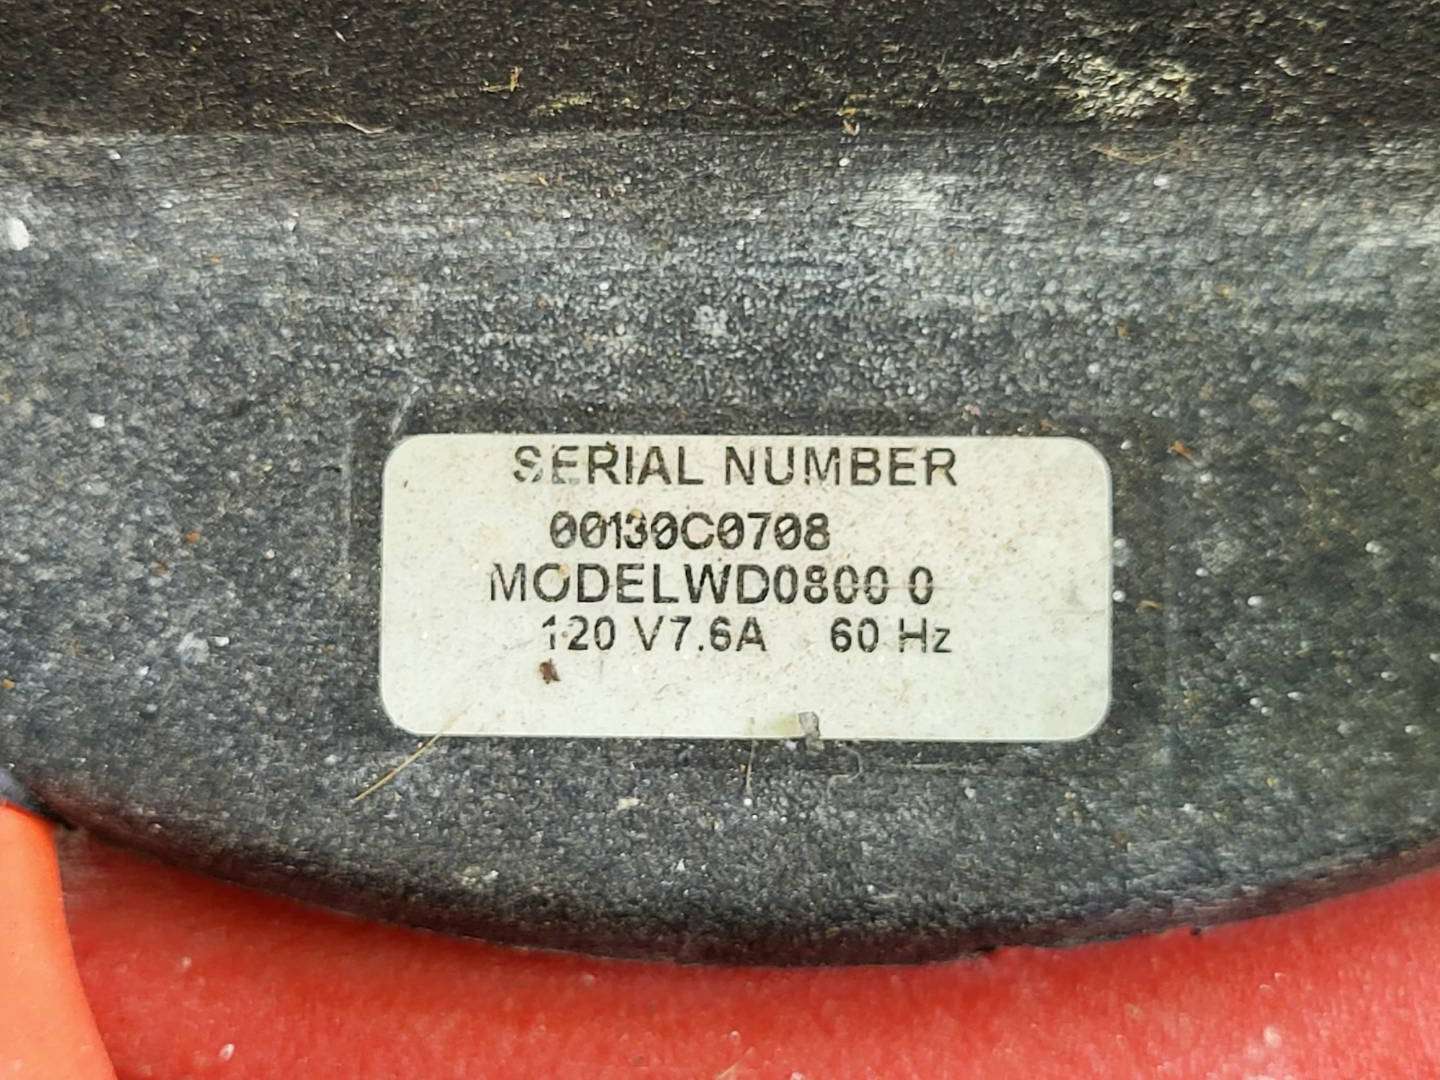 SERIAL NUMBER
00130C0708
MODELWD0800 0
120 V7.6A 60 Hz